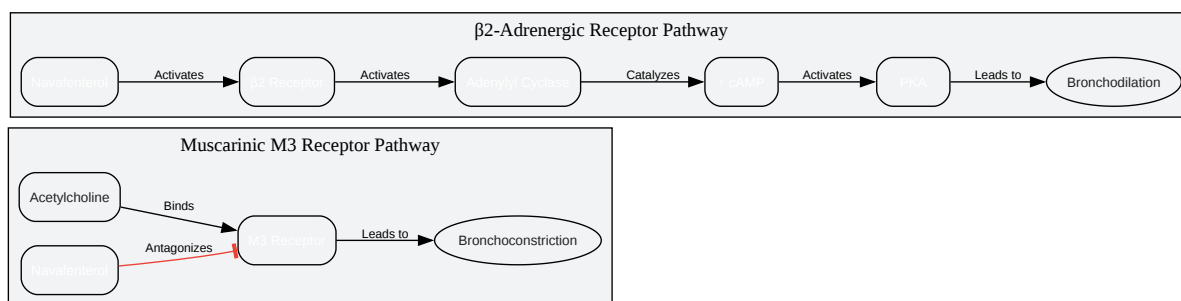 β2-Adrenergic Receptor Pathway
Navafenterol
Activates
β2 Receptor
Activates
Adenylyl Cyclase
Catalyzes
↑ cAMP
Activates
PKA
Leads to
Bronchodilation
Muscarinic M3 Receptor Pathway
Acetylcholine
Binds
Navafenterol
Antagonizes
M3 Receptor
Leads to
Bronchoconstriction